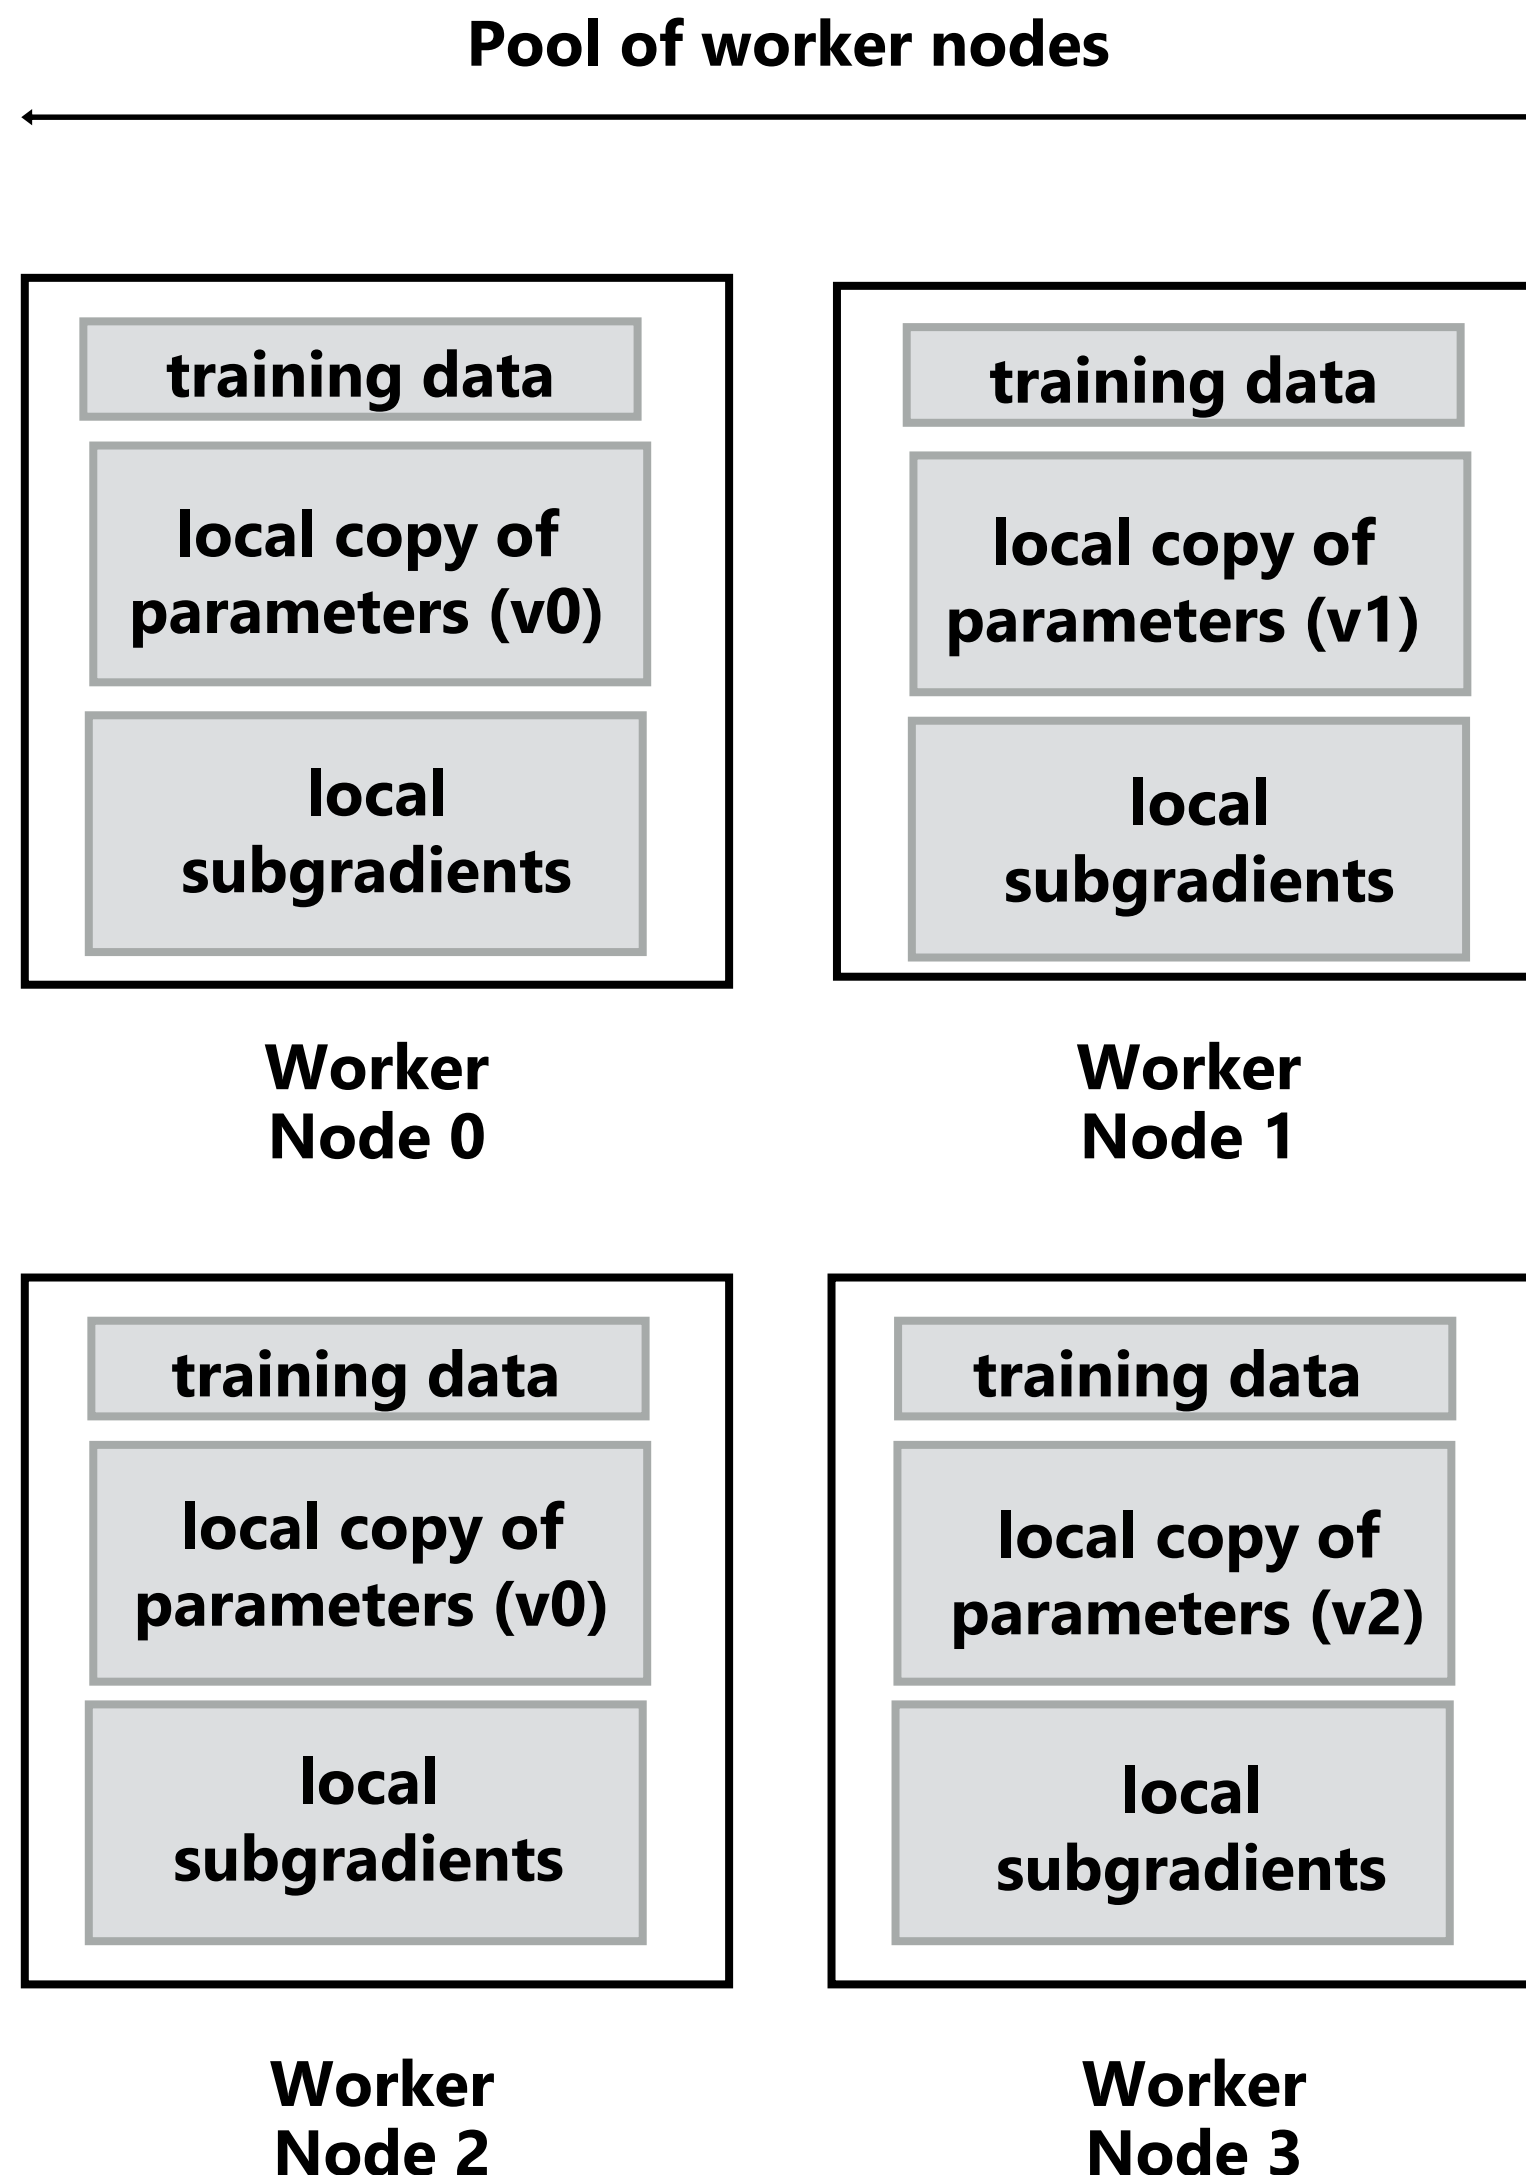 Pool of worker nodes
training data
local copy of
parameters (v0)
local
subgradients
Worker
Node 0
training data
local copy of
parameters (v1)
local
subgradients
Worker
Node 1
training data
local copy of
parameters (v0)
local
subgradients
Worker
Node 2
training data
local copy of
parameters (v2)
local
subgradients
Worker
Node 3